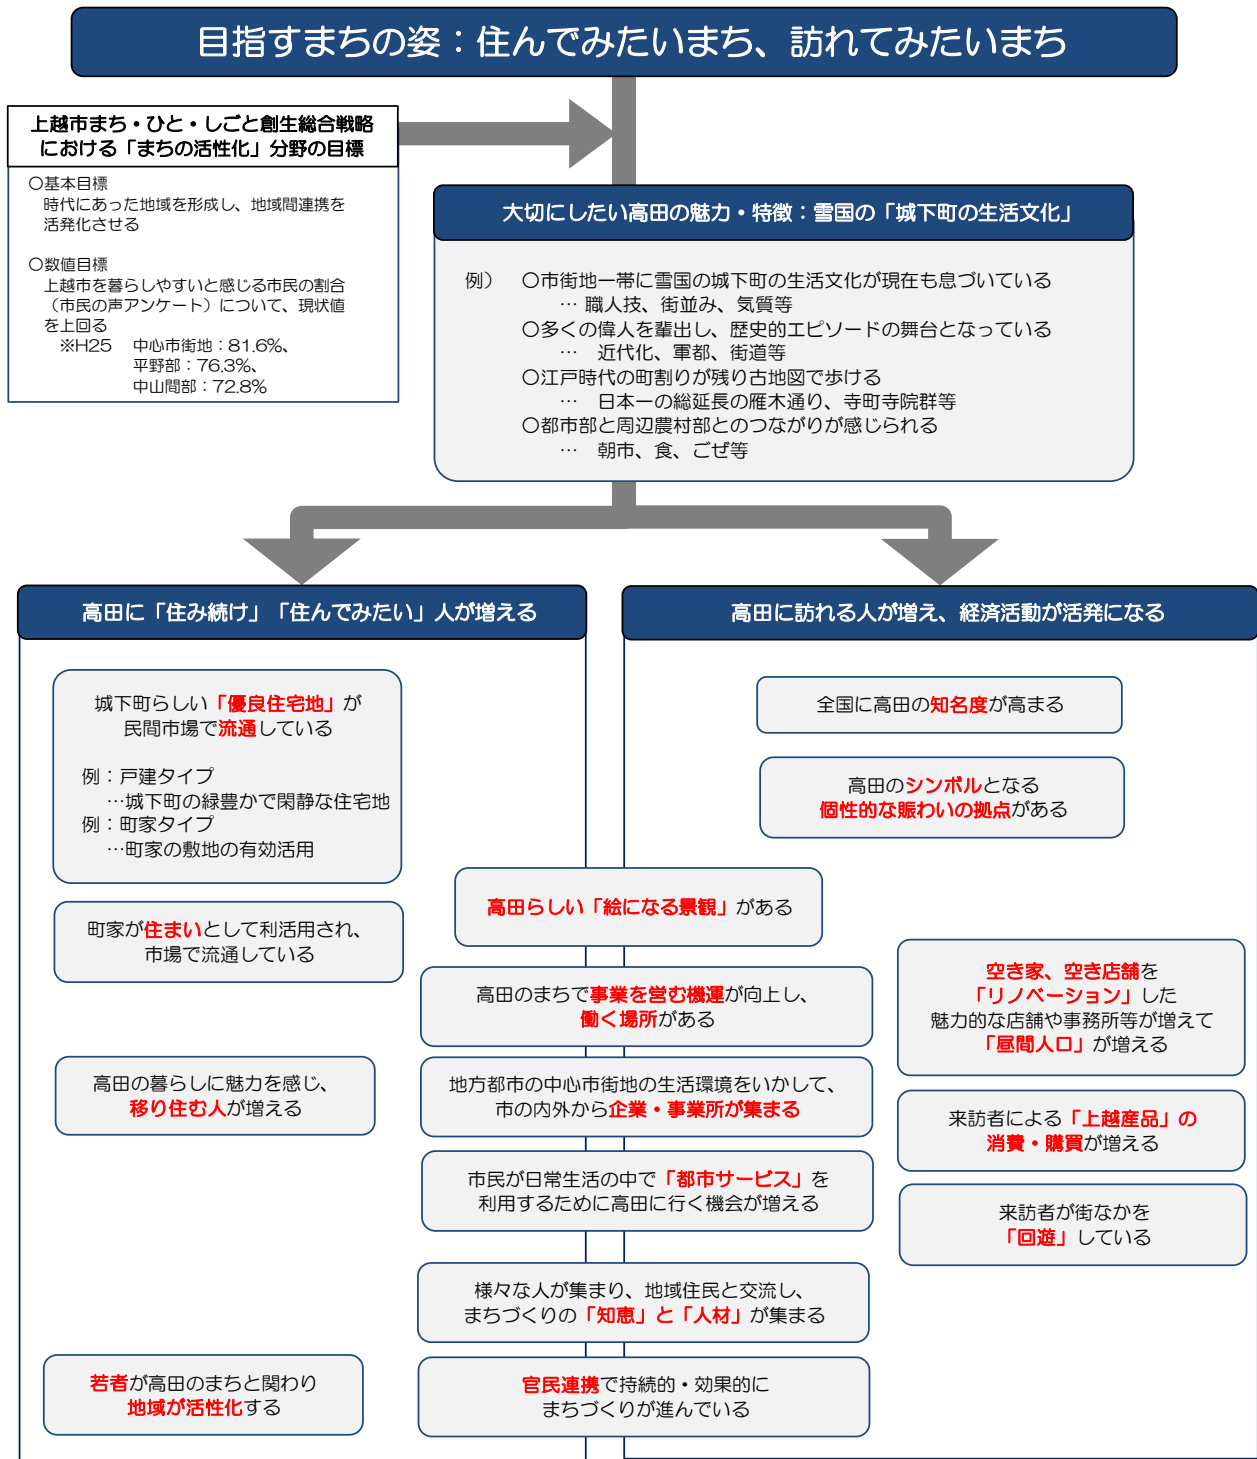 目指すまちの姿：住んでみたいまち、訪れてみたいまち
上越市まち・ひと・しごと創生総合戦略
における「まちの活性化」分野の目標
〇基本目標
時代にあった地域を形成し、地域間連携を
活発化させる
〇数値目標
上越市を暮らしやすいと感じる市民の割合
（市民の声アンケート）について、現状値
を上回る
※H25　中心市街地：81.6%、
平野部：76.3%、
中山間部：72.8%
大切にしたい高田の魅力・特徴：雪国の「城下町の生活文化」
例）　〇市街地一帯に雪国の城下町の生活文化が現在も息づいている
… 職人技、街並み、気質等
〇多くの偉人を輩出し、歴史的エピソードの舞台となっている
…　近代化、軍都、街道等
〇江戸時代の町割りが残り古地図で歩ける
…　日本一の総延長の雁木通り、寺町寺院群等
〇都市部と周辺農村部とのつながりが感じられる
…　朝市、食、ごぜ等
高田に「住み続け」「住んでみたい」人が増える
城下町らしい「優良住宅地」が
民間市場で流通している
例：戸建タイプ
…城下町の緑豊かで閑静な住宅地
例：町家タイプ
…町家の敷地の有効活用
町家が住まいとして利活用され、
市場で流通している
高田の暮らしに魅力を感じ、
移り住む人が増える
若者が高田のまちと関わり
地域が活性化する
高田らしい「絵になる景観」がある
高田のまちで事業を営む機運が向上し、
働く場所がある
地方都市の中心市街地の生活環境をいかして、
市の内外から企業・事業所が集まる
市民が日常生活の中で「都市サービス」を
利用するために高田に行く機会が増える
様々な人が集まり、地域住民と交流し、
まちづくりの「知恵」と「人材」が集まる
官民連携で持続的・効果的に
まちづくりが進んでいる
高田に訪れる人が増え、経済活動が活発になる
全国に高田の知名度が高まる
高田のシンボルとなる
個性的な賑わいの拠点がある
空き家、空き店舗を
「リノベーション」した
魅力的な店舗や事務所等が増えて
「昼間人口」が増える
来訪者による「上越産品」の
消費・購買が増える
来訪者が街なかを
「回遊」している